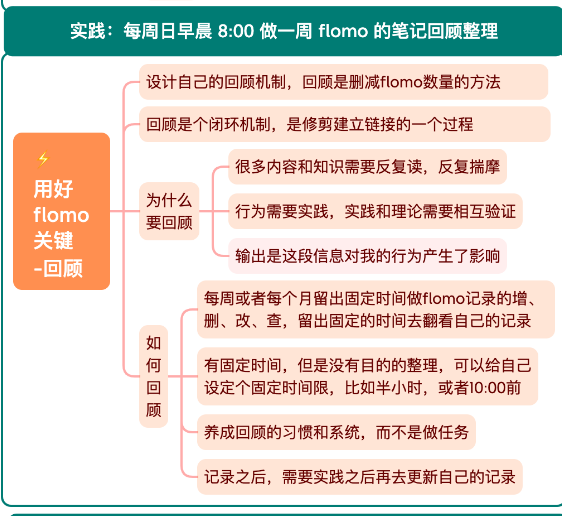 实践：每周日早晨 8:00 做一周 flomo 的笔记回顾整理
⚡
用好
flomo
关键
-回顾
设计自己的回顾机制，回顾是删减flomo数量的方法
回顾是个闭环机制，是修剪建立链接的一个过程
为什么
要回顾
很多内容和知识需要反复读，反复揣摩
行为需要实践，实践和理论需要相互验证
输出是这段信息对我的行为产生了影响
如
何
回
顾
每周或者每个月留出固定时间做flomo记录的增、
删、改、查，留出固定的时间去翻看自己的记录
有固定时间，但是没有目的的整理，可以给自己
设定个固定时间限，比如半小时，或者10:00前
养成回顾的习惯和系统，而不是做任务
记录之后，需要实践之后再去更新自己的记录